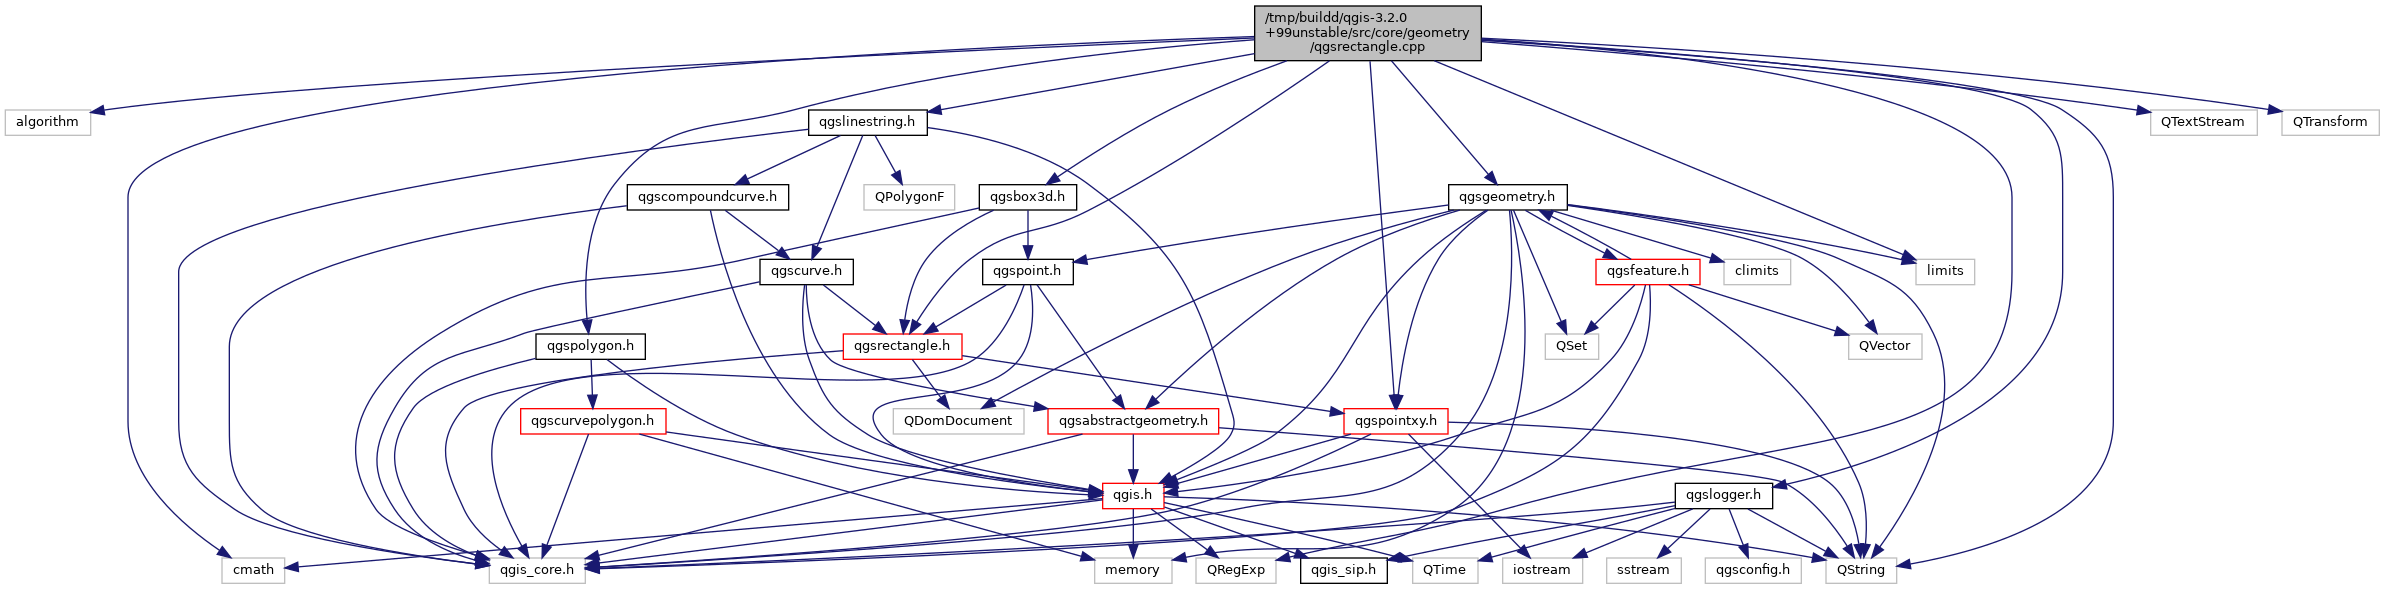 /tmp/buildd/qgis-3.2.0
+99unstable/src/core/geometry
/qgsrectangle.cpp
algorithm
qgslinestring.h
QTextStream
QTransform
qgscompoundcurve.h
QPolygonF
qgsbox3d.h
qgsgeometry.h
qgscurve.h
qgspoint.h
qgsfeature.h
climits
limits
qgspolygon.h
qgsrectangle.h
QSet
QVector
qgscurvepolygon.h
QDomDocument
qgsabstractgeometry.h
qgspointxy.h
qgis.h
qgslogger.h
cmath
qgis_core.h
memory
QRegExp
qgis_sip.h
QTime
iostream
sstream
qgsconfig.h
QString